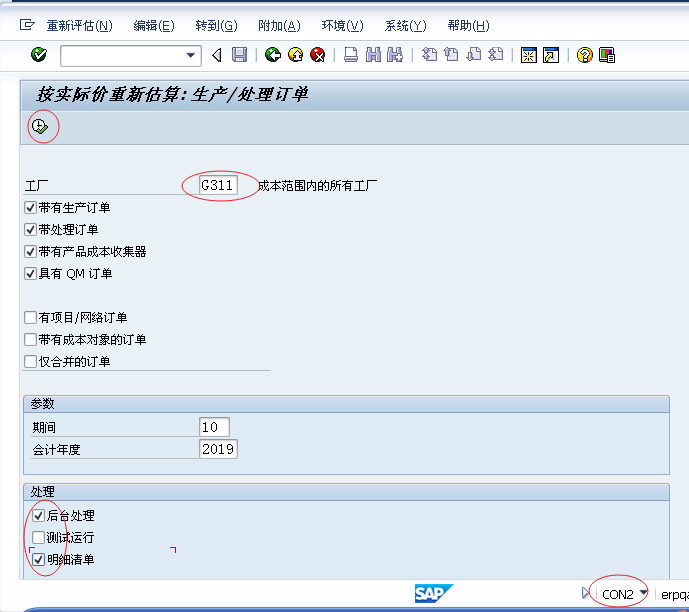 重新评估(N) 编辑(E) 转到(G) 附加(A) 环境(V) 系统(Y) 帮助(H)
按实际价重新估算: 生产/处理订单
工厂 G311 成本范围内的所有工厂
带有生产订单
带处理订单
带有产品成本收集器
具有 QM 订单
有项目/网络订单
带有成本对象的订单
仅合并的订单
参数
期间 10
会计年度 2019
处理
后台处理
测试运行
明细清单
SAP CON2 erpqa